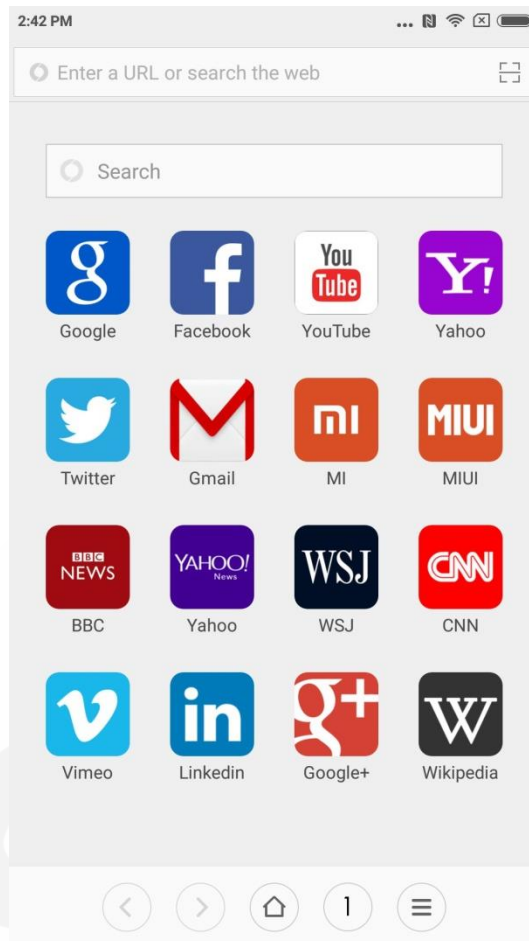 2:42 PM
Enter a URL or search the web
Search
g
f
You
Tube
Y!
Google
Facebook
YouTube
Yahoo
M
mi
MIUI
Twitter
Gmail
MI
MIUI
BBC
NEWS
YAHOO!
News
WSJ
CNN
BBC
Yahoo
WSJ
CNN
v
in
g+
W
Vimeo
Linkedin
Google+
Wikipedia
1